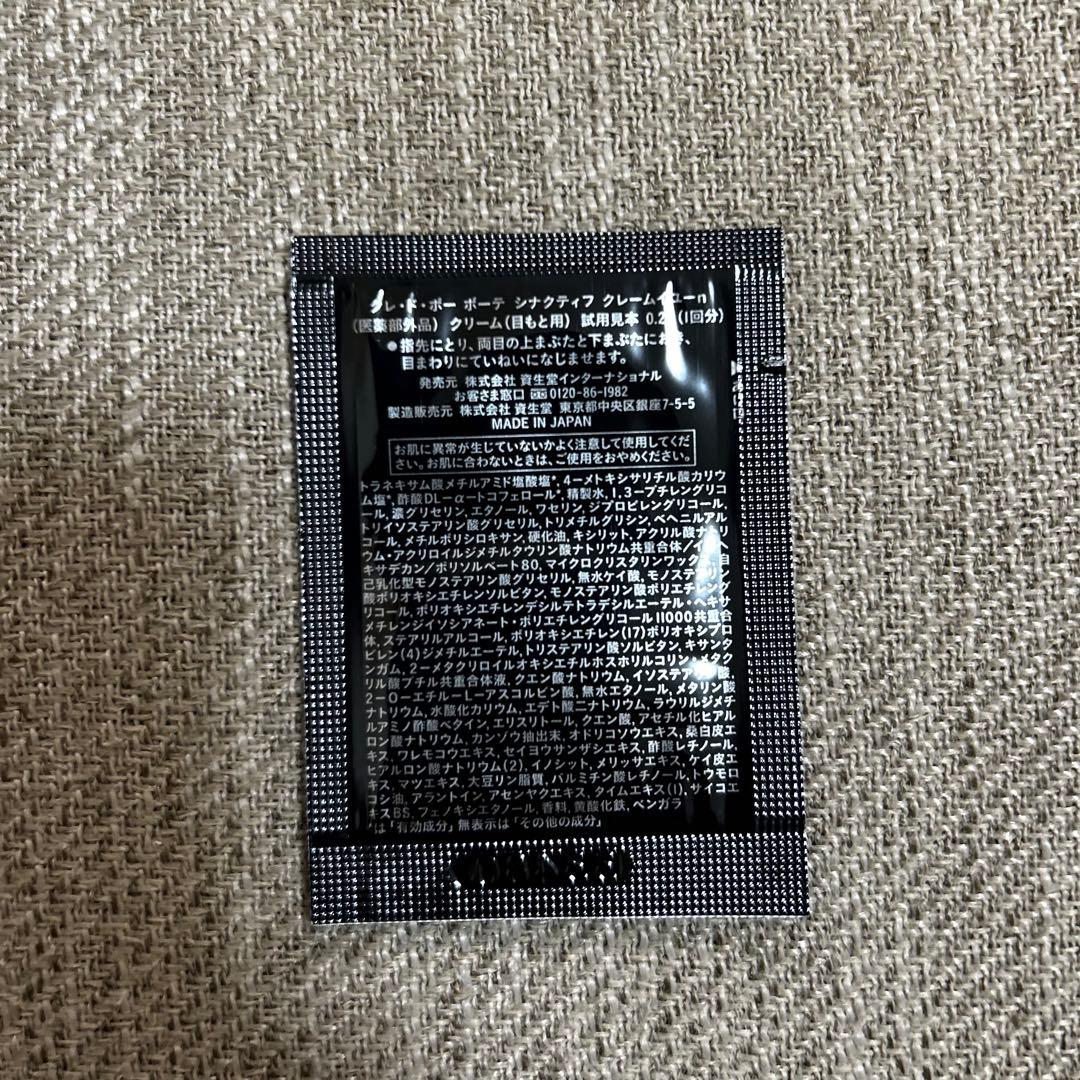 クレ・ド・ポー ボーテ シナクティフ クレームイユーn
(医薬部外品) クリーム(目もと用) 試用見本 (1回分)
●指先にとり、両目の上まぶたと下まぶたにおき、
目まわりにていねいになじませます。
発売元 株式会社 資生堂インターナショナル
お客さま窓口 0120-86-1982
製造販売元 株式会社 資生堂 東京都中央区銀座7-5-5
MADE IN JAPAN
お肌に異常が生じていないかよく注意して使用してくだ
さい。お肌に合わないときは、ご使用をおやめください。
トラネキサム酸メチルアミド塩酸塩*, 4-メトキシサリチル酸カリウ
ム塩*, 酢酸DL-α-トコフェロール*, 精製水, 1,3-ブチレングリコ
ール, 濃グリセリン, エタノール, ワセリン, ジプロピレングリコール,
トリイソステアリン酸グリセリル, トリメチルグリシン, ベヘニルアル
コール, メチルポリシロキサン, 硬化油, キシリット, アクリル酸ナトリ
ウム・アクリロイルジメチルタウリン酸ナトリウム共重合体/イソヘ
キサデカン/ポリソルベート80, マイクロクリスタリンワックス, 自
己乳化型モノステアリン酸グリセリル, 無水ケイ酸, モノステアリン
酸ポリオキシエチレンソルビタン, モノステアリン酸ポリエチレング
リコール, ポリオキシエチレンデシルテトラデシルエーテル・ヘキサ
メチレンジイソシアネート・ポリエチレングリコール11000共重合
体, ステアリルアルコール, ポリオキシエチレン(17)ポリオキシプロ
ピレン(4)ジメチルエーテル, トリステアリン酸ソルビタン, キサンタ
ンガム, 2-メタクリロイルオキシエチルホスホリルコリン・メタク
リル酸ブチル共重合体液, クエン酸ナトリウム, イソステアリン酸,
2-O-エチル-L-アスコルビン酸, 無水エタノール, メタリン酸
ナトリウム, 水酸化カリウム, エデト酸二ナトリウム, ラウリルジメチ
ルアミノ酢酸ベタイン, エリスリトール, クエン酸, アセチル化ヒアル
ロン酸ナトリウム, カンゾウ抽出末, オドリコソウエキス, 桑白皮エ
キス, ワレモコウエキス, セイヨウサンザシエキス, 酢酸レチノール,
ヒアルロン酸ナトリウム(2), イノシット, メリッサエキス, ケイ皮エ
キス, マツエキス, 大豆リン脂質, パルミチン酸レチノール, トウモロ
コシ油, アラントイン, アセンヤクエキス, タイムエキス(1), サイコエ
キスBS, フェノキシエタノール, 香料, 黄酸化鉄, ベンガラ
*は「有効成分」無表示は「その他の成分」